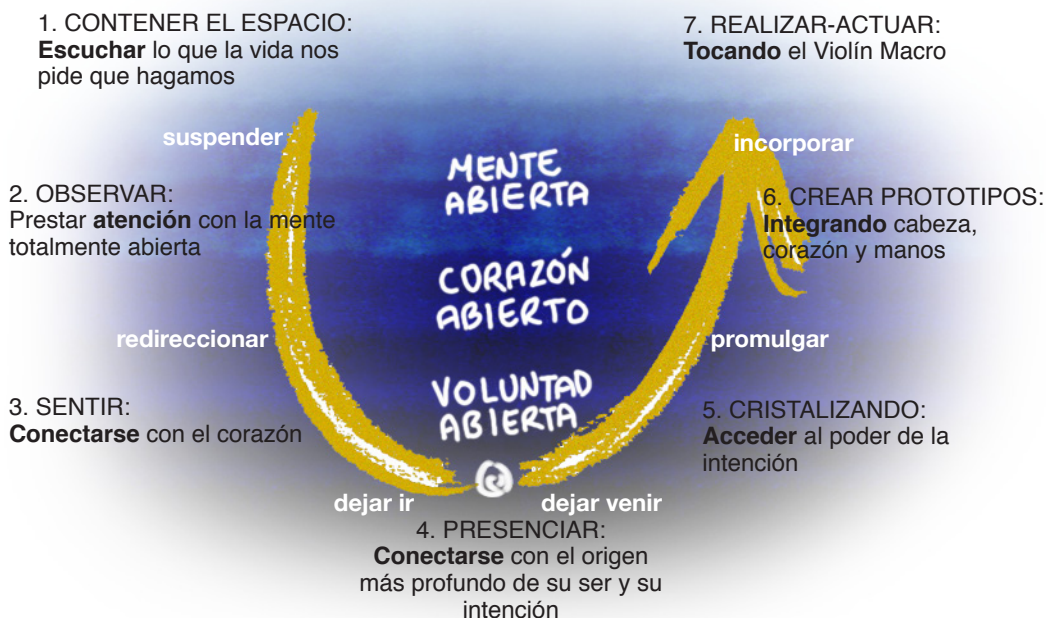 1. CONTENER EL ESPACIO:
Escuchar lo que la vida nos
pide que hagamos
7. REALIZAR-ACTUAR:
Tocando el Violín Macro
suspender
incorporar
MENTE
ABIERTA
2. OBSERVAR:
Prestar atención con la mente
totalmente abierta
6. CREAR PROTOTIPOS:
Integrando cabeza,
corazón y manos
CORAZÓN
ABIERTO
redireccionar
promulgar
VOLUNTAD
ABIERTA
3. SENTIR:
Conectarse con el corazón
5. CRISTALIZANDO:
Acceder al poder de la
intención
dejar ir
dejar venir
4. PRESENCIAR:
Conectarse con el origen
más profundo de su ser y su
intención